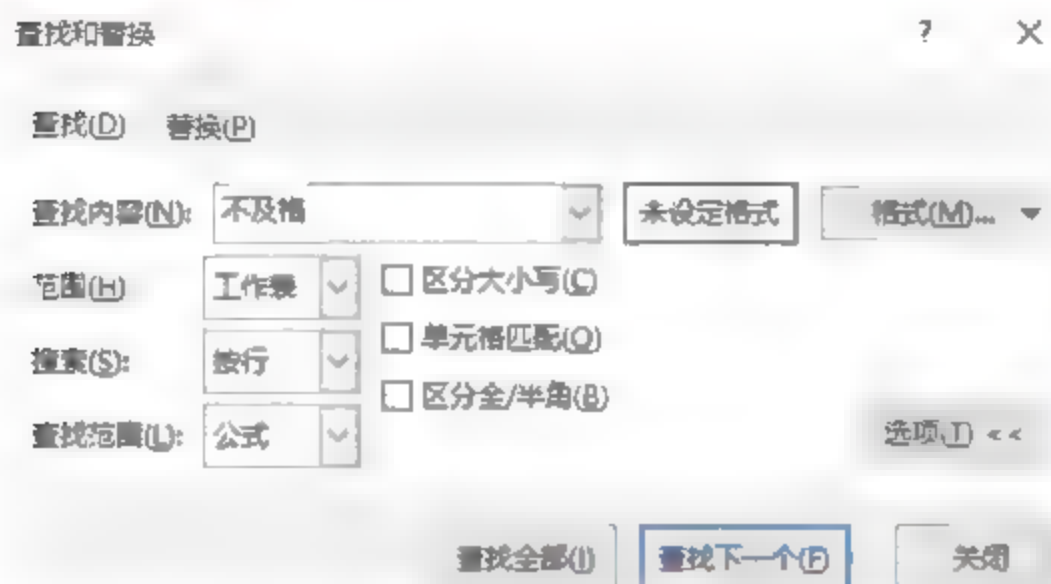 查找和替换 ? ×
查找(D) 替换(P)
查找内容(N): 不及格 未设定格式 格式(M)...
范围(H) 工作表 区分大小写(C)
搜索(S): 按行 单元格匹配(O)
区分全/半角(B)
查找范围(L): 公式 选项(T) <<
查找全部(I) 查找下一个(F) 关闭